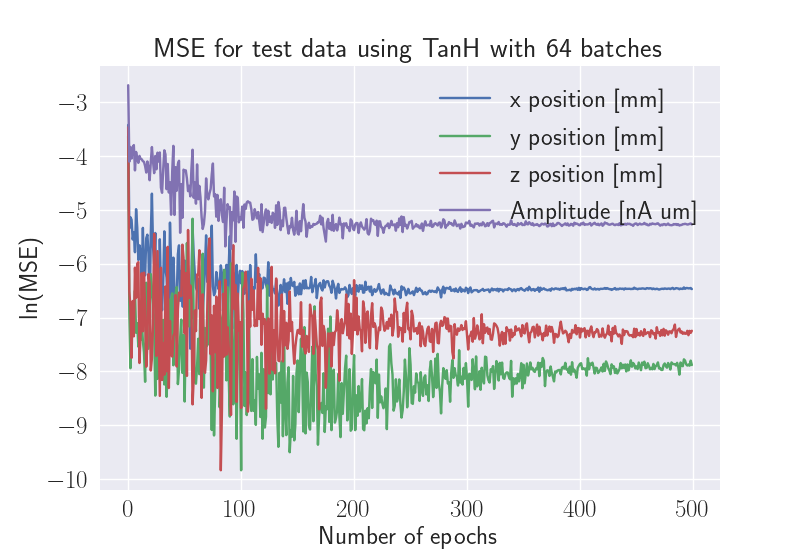 MSE for test data using TanH with 64 batches
x position [mm]
y position [mm]
z position [mm]
Amplitude [nA um]
ln(MSE)
−3
−4
−5
−6
−7
−8
−9
−10
0 100 200 300 400 500
Number of epochs